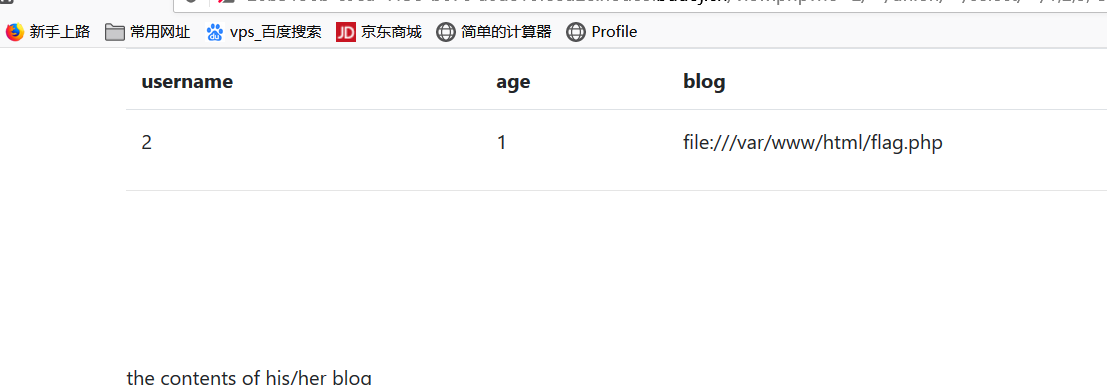 新手上路 常用网址 vps_百度搜索 京东商城 简单的计算器 Profile
username age blog
2 1 file:///var/www/html/flag.php
the contents of his/her blog